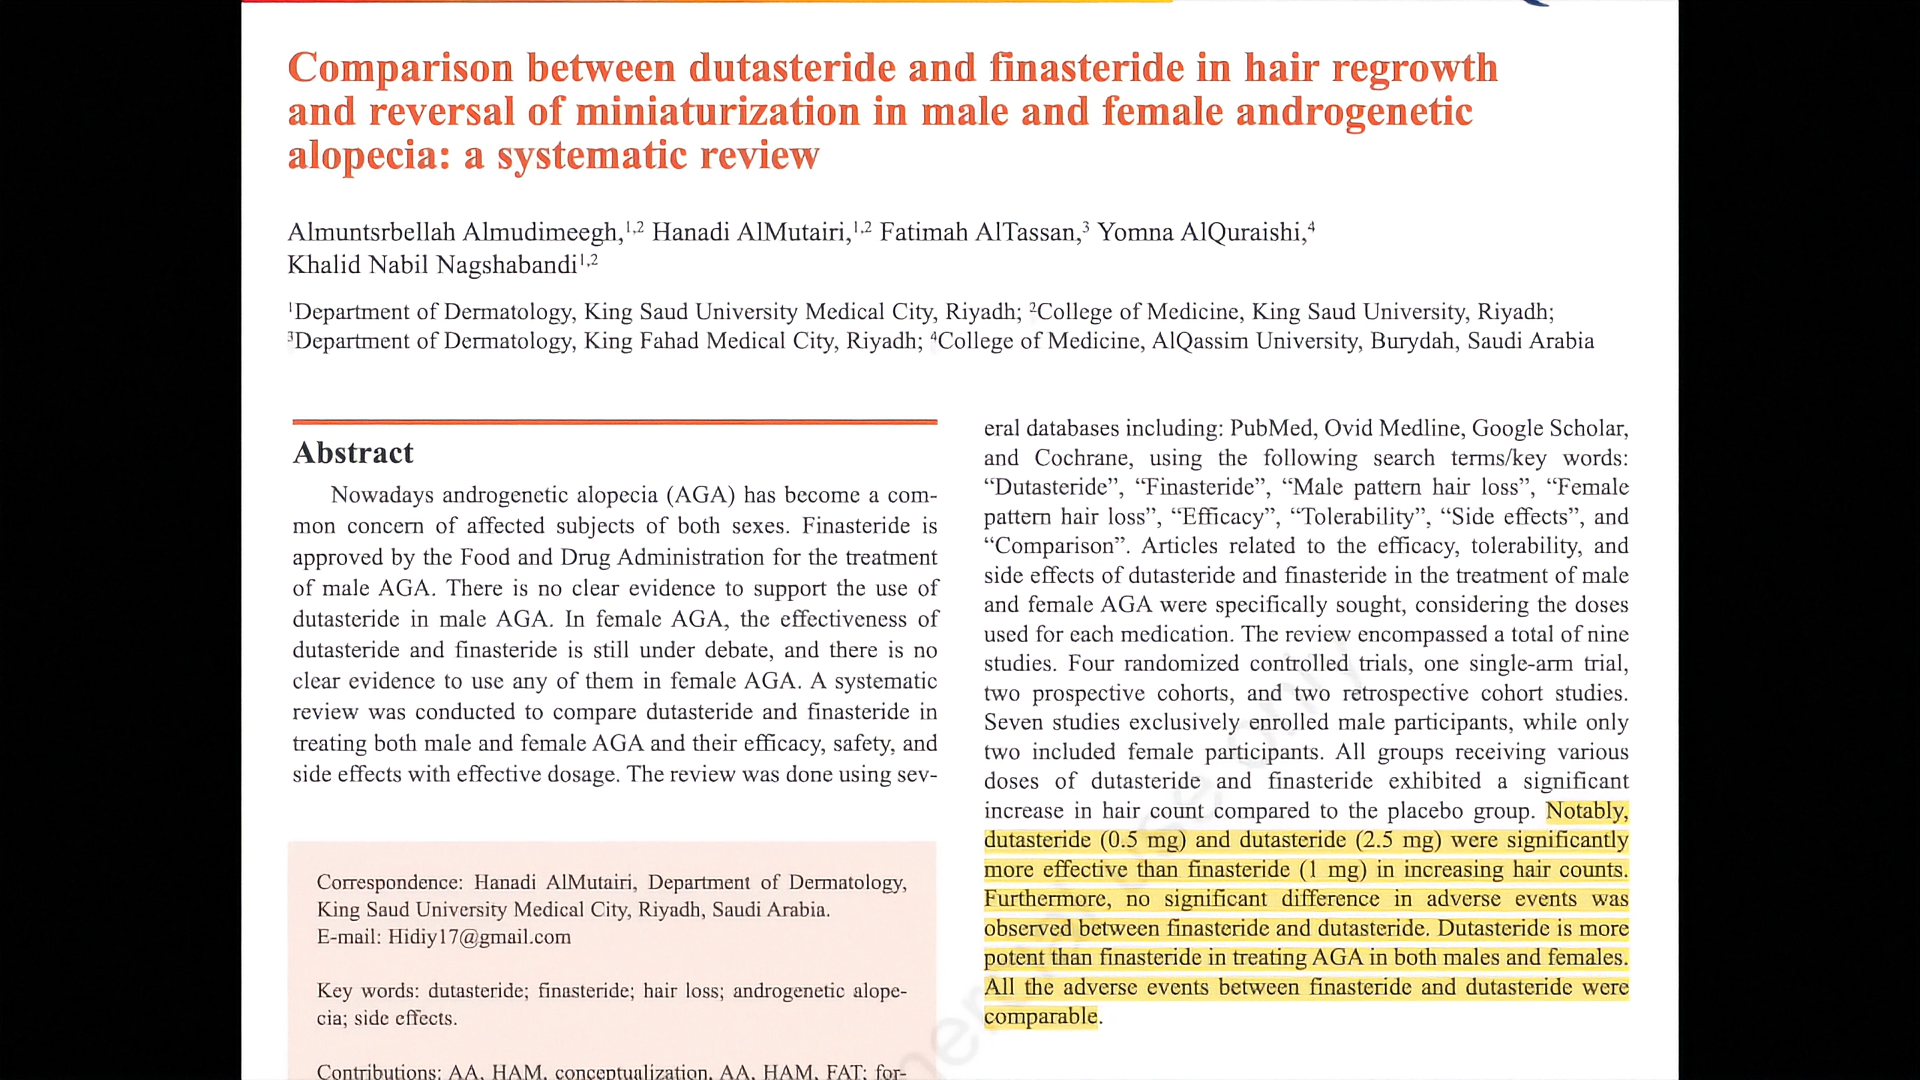 Comparison between dutasteride and finasteride in hair regrowth
and reversal of miniaturization in male and female androgenetic
alopecia: a systematic review
Almuntsrbellah Almudimeegh,1,2 Hanadi AlMutairi,1,2 Fatimah AlTassan,3 Yomna AlQuraishi,4
Khalid Nabil Nagshabandi1,2
1Department of Dermatology, King Saud University Medical City, Riyadh; 2College of Medicine, King Saud University, Riyadh;
3Department of Dermatology, King Fahad Medical City, Riyadh; 4College of Medicine, AlQassim University, Burydah, Saudi Arabia
Abstract
Nowadays androgenetic alopecia (AGA) has become a com-
mon concern of affected subjects of both sexes. Finasteride is
approved by the Food and Drug Administration for the treatment
of male AGA. There is no clear evidence to support the use of
dutasteride in male AGA. In female AGA, the effectiveness of
dutasteride and finasteride is still under debate, and there is no
clear evidence to use any of them in female AGA. A systematic
review was conducted to compare dutasteride and finasteride in
treating both male and female AGA and their efficacy, safety, and
side effects with effective dosage. The review was done using sev-
Correspondence: Hanadi AlMutairi, Department of Dermatology,
King Saud University Medical City, Riyadh, Saudi Arabia.
E-mail: Hidiy17@gmail.com
Key words: dutasteride; finasteride; hair loss; androgenetic alope-
cia; side effects.
Contributions: AA, HAM, conceptualization, AA, HAM, FAT; for-
eral databases including: PubMed, Ovid Medline, Google Scholar,
and Cochrane, using the following search terms/key words:
“Dutasteride”, “Finasteride”, “Male pattern hair loss”, “Female
pattern hair loss”, “Efficacy”, “Tolerability”, “Side effects”, and
“Comparison”. Articles related to the efficacy, tolerability, and
side effects of dutasteride and finasteride in the treatment of male
and female AGA were specifically sought, considering the doses
used for each medication. The review encompassed a total of nine
studies. Four randomized controlled trials, one single-arm trial,
two prospective cohorts, and two retrospective cohort studies.
Seven studies exclusively enrolled male participants, while only
two included female participants. All groups receiving various
doses of dutasteride and finasteride exhibited a significant
increase in hair count compared to the placebo group. Notably,
dutasteride (0.5 mg) and dutasteride (2.5 mg) were significantly
more effective than finasteride (1 mg) in increasing hair counts.
Furthermore, no significant difference in adverse events was
observed between finasteride and dutasteride. Dutasteride is more
potent than finasteride in treating AGA in both males and females.
All the adverse events between finasteride and dutasteride were
comparable.